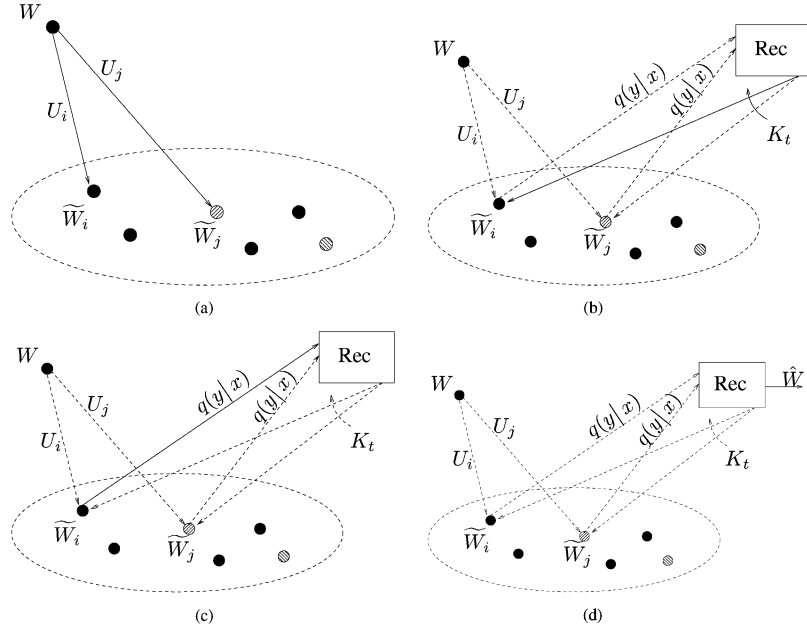 W
U_j
U_i
\widetilde{W}_i
\widetilde{W}_j
(a)
W
U_j
U_i
q(y|x)
q(y|x)
Rec
K_t
\widetilde{W}_i
\widetilde{W}_j
(b)
W
U_j
U_i
q(y|x)
q(y|x)
Rec
K_t
\widetilde{W}_i
\widetilde{W}_j
(c)
W
U_j
U_i
q(y|x)
q(y|x)
Rec
\hat{W}
K_t
\widetilde{W}_i
\widetilde{W}_j
(d)